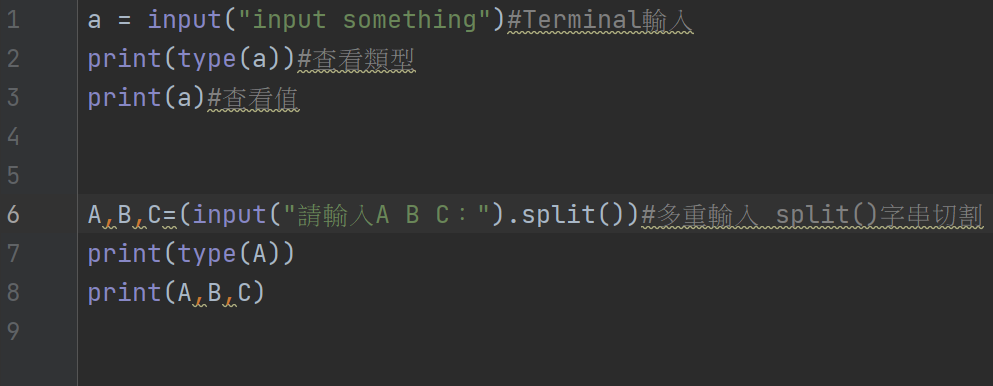 1 a = input("input something")#Terminal輸入
2 print(type(a))#查看類型
3 print(a)#查看值
4
5
6 A,B,C=(input("請輸入A B C：").split())#多重輸入 split()字串切割
7 print(type(A))
8 print(A,B,C)
9